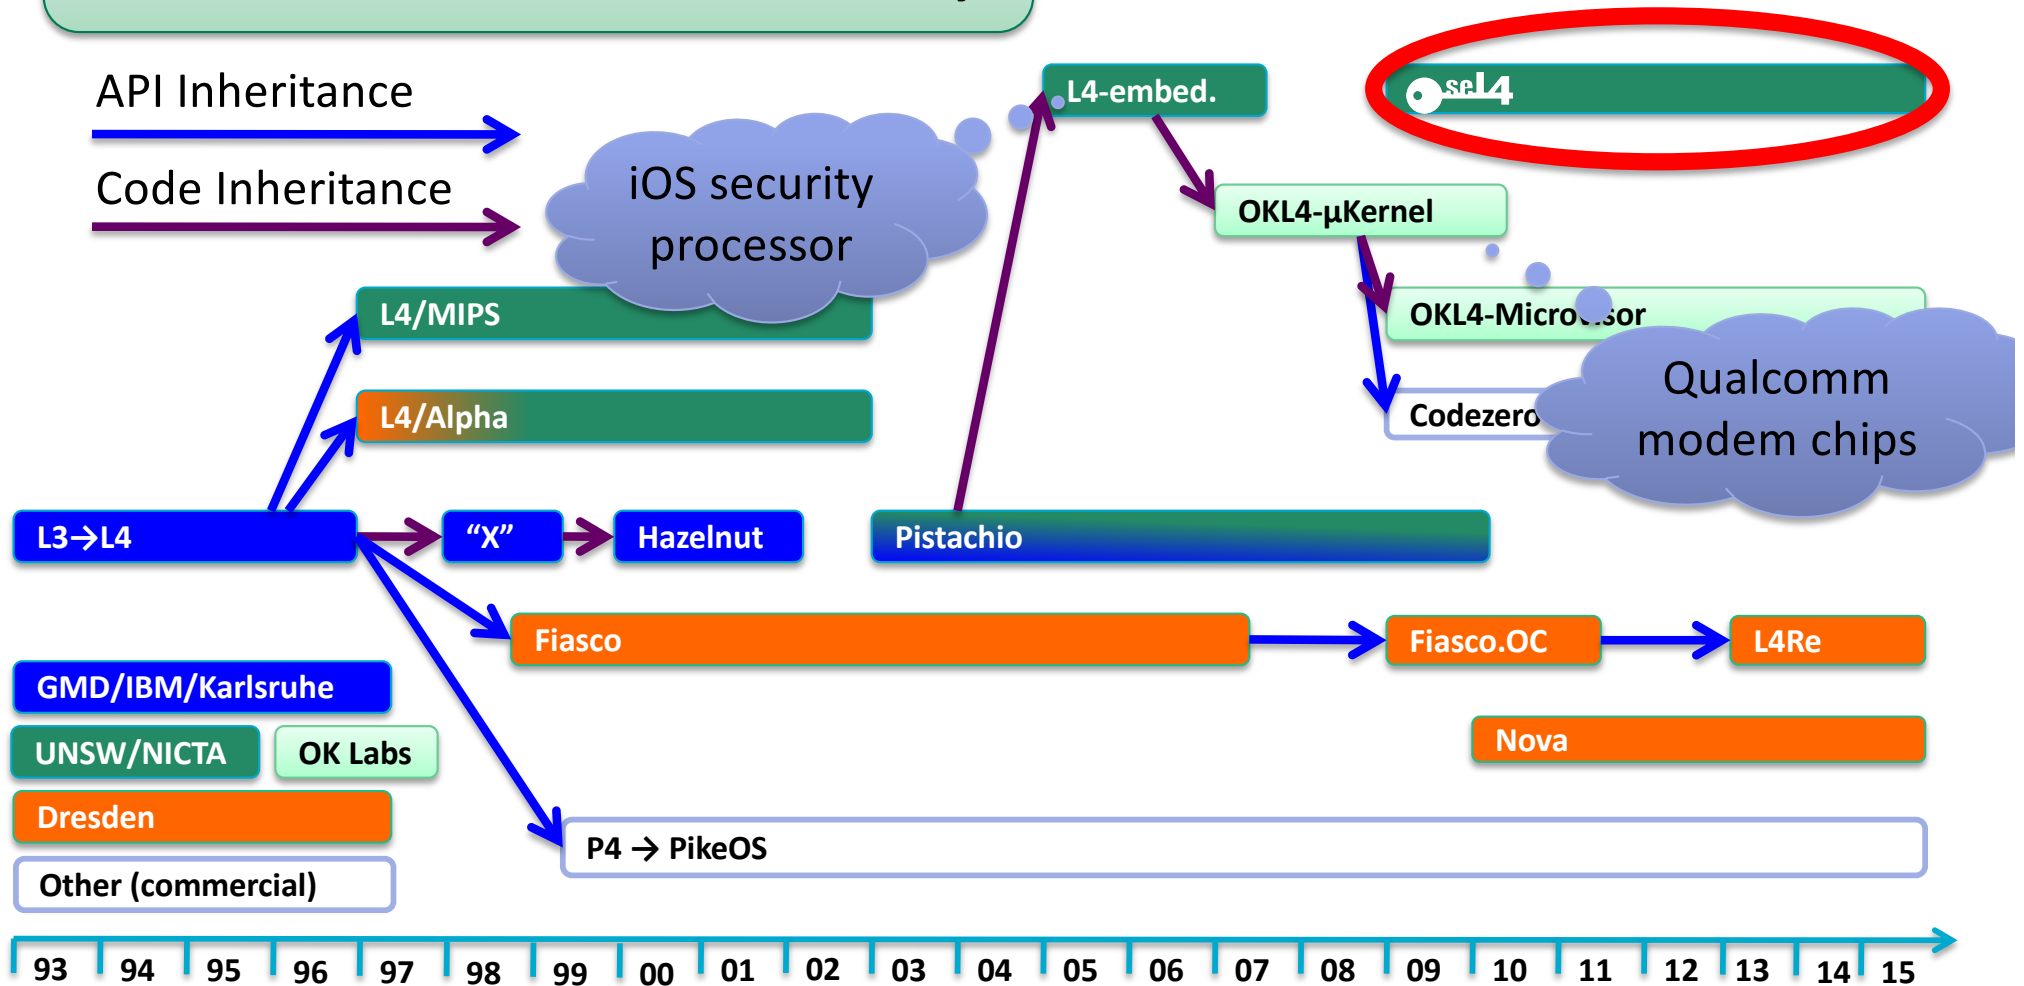 API Inheritance
Code Inheritance
iOS security
processor
L4-embed.
seL4
OKL4-μKernel
OKL4-Microvisor
Codezero
Qualcomm
modem chips
L4/MIPS
L4/Alpha
L3→L4
“X”
Hazelnut
Pistachio
Fiasco
Fiasco.OC
L4Re
Nova
P4 → PikeOS
GMD/IBM/Karlsruhe
UNSW/NICTA
OK Labs
Dresden
Other (commercial)
93 94 95 96 97 98 99 00 01 02 03 04 05 06 07 08 09 10 11 12 13 14 15